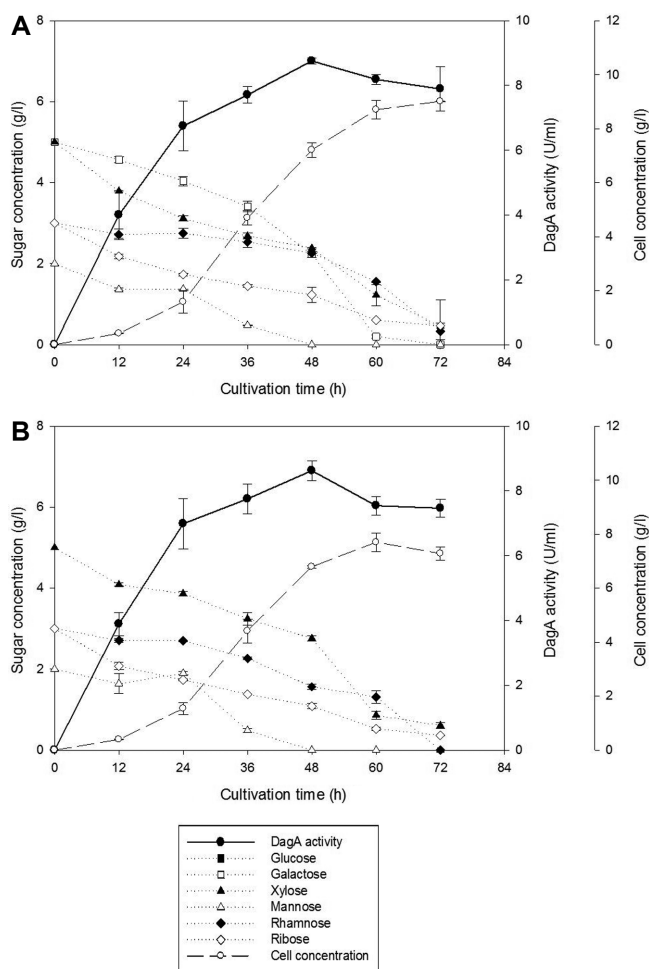 A
8
6
4
2
0
Sugar concentration (g/l)
10
8
6
4
2
0
DagA activity (U/ml)
12
10
8
6
4
2
0
Cell concentration (g/l)
0 12 24 36 48 60 72 84
Cultivation time (h)
B
8
6
4
2
0
Sugar concentration (g/l)
10
8
6
4
2
0
DagA activity (U/ml)
12
10
8
6
4
2
0
Cell concentration (g/l)
0 12 24 36 48 60 72 84
Cultivation time (h)
DagA activity
Glucose
Galactose
Xylose
Mannose
Rhamnose
Ribose
Cell concentration